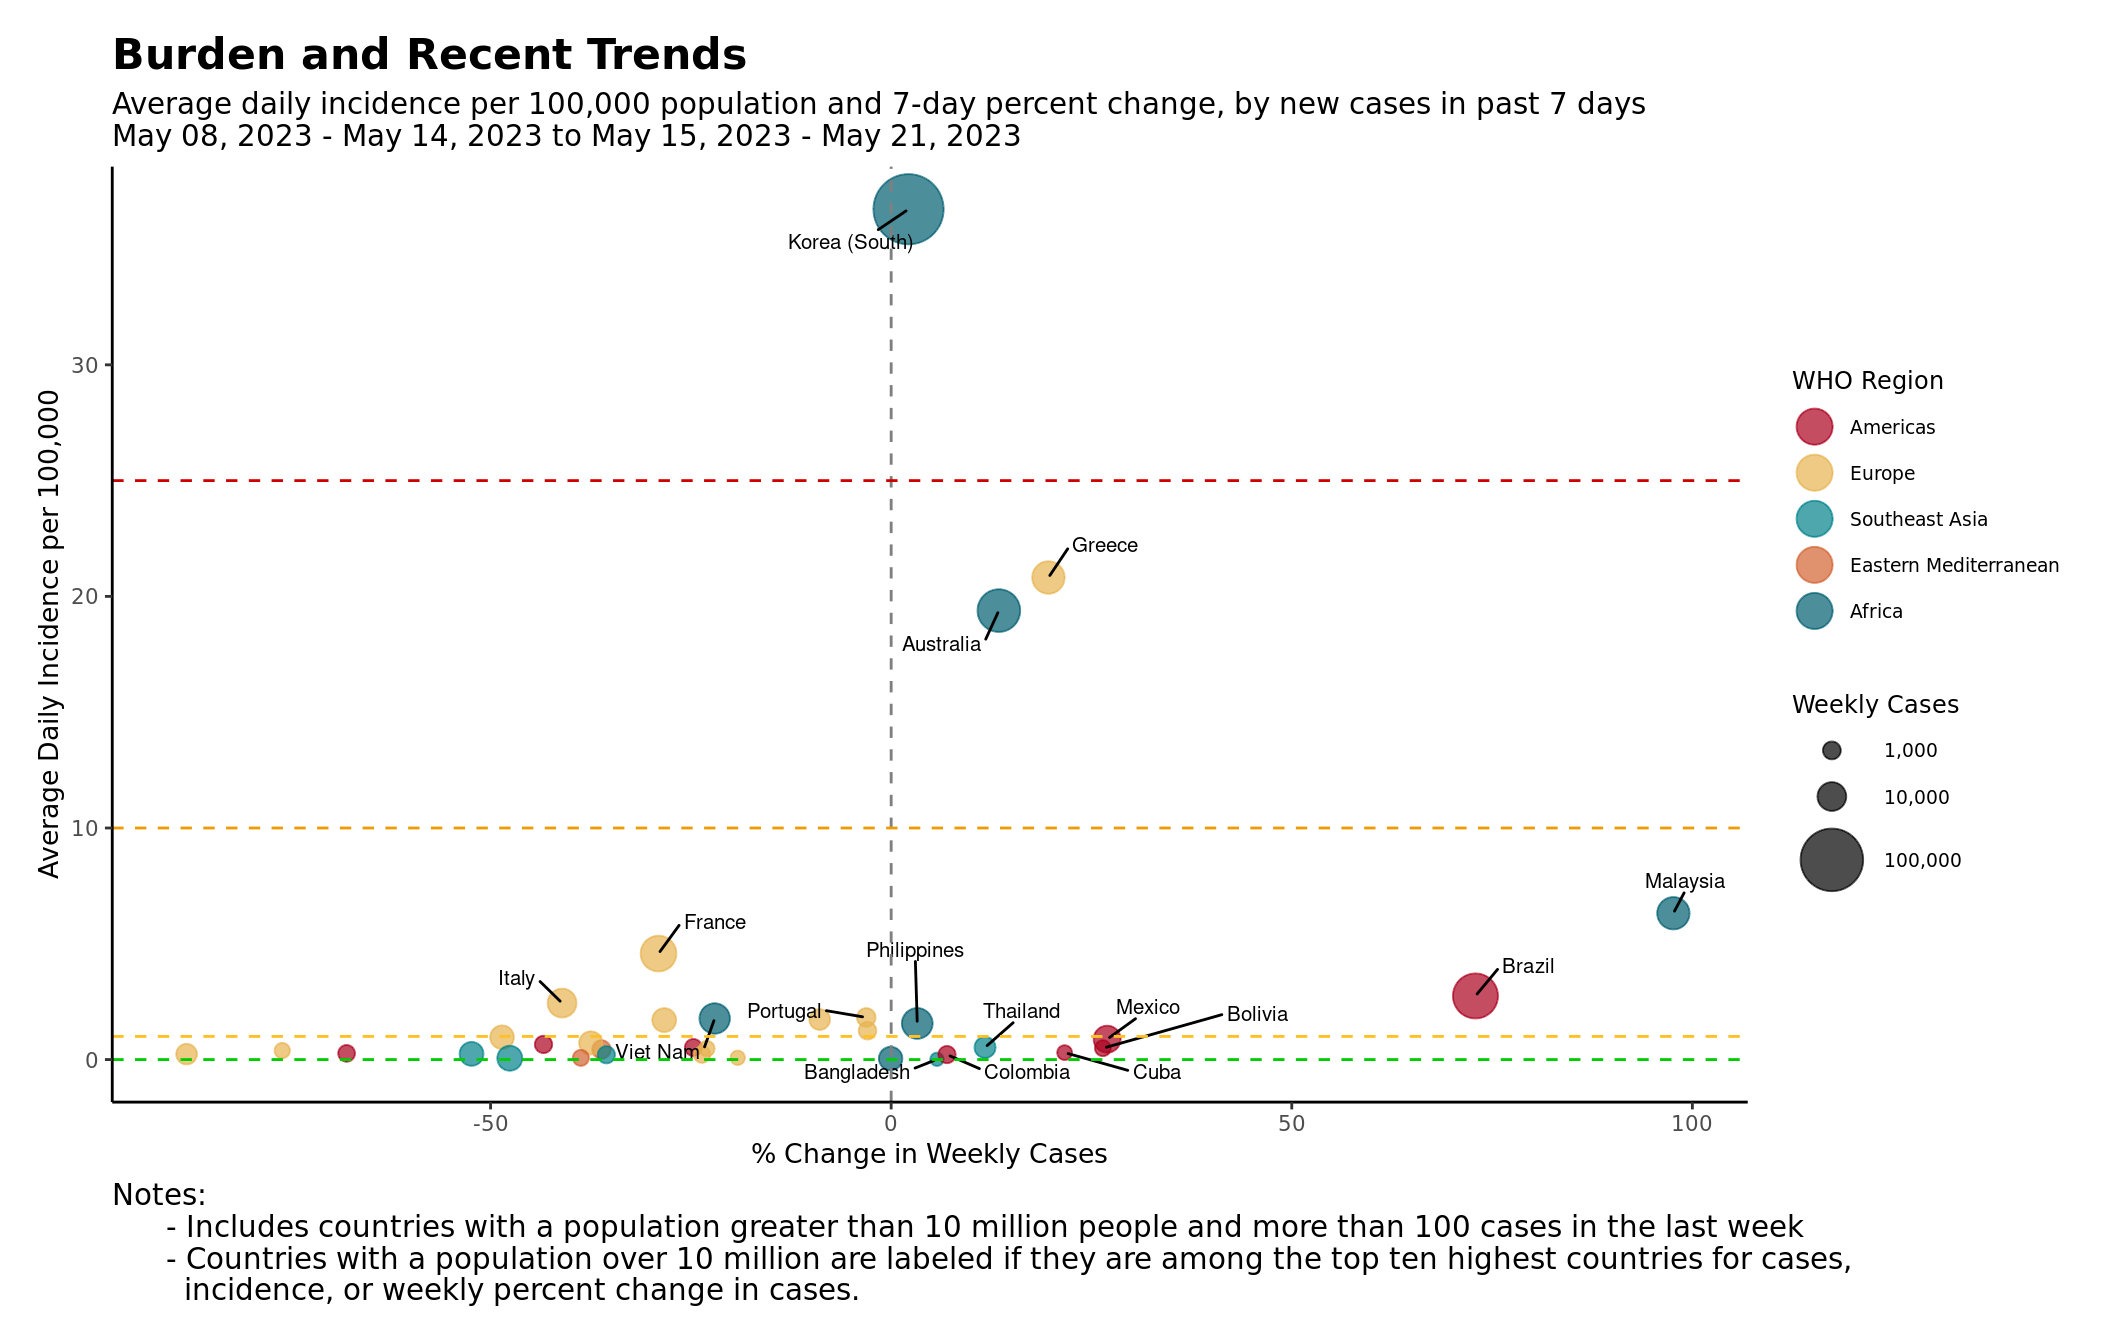 Burden and Recent Trends
Average daily incidence per 100,000 population and 7-day percent change, by new cases in past 7 days
May 08, 2023 - May 14, 2023 to May 15, 2023 - May 21, 2023
Average Daily Incidence per 100,000
30
20
10
0
Korea (South)
Greece
Australia
Malaysia
France
Philippines
Brazil
Italy
Portugal
Thailand
Mexico
Bolivia
Viet Nam
Bangladesh
Colombia
Cuba
-50
0
50
100
% Change in Weekly Cases
WHO Region
Americas
Europe
Southeast Asia
Eastern Mediterranean
Africa
Weekly Cases
1,000
10,000
100,000
Notes:
- Includes countries with a population greater than 10 million people and more than 100 cases in the last week
- Countries with a population over 10 million are labeled if they are among the top ten highest countries for cases,
incidence, or weekly percent change in cases.